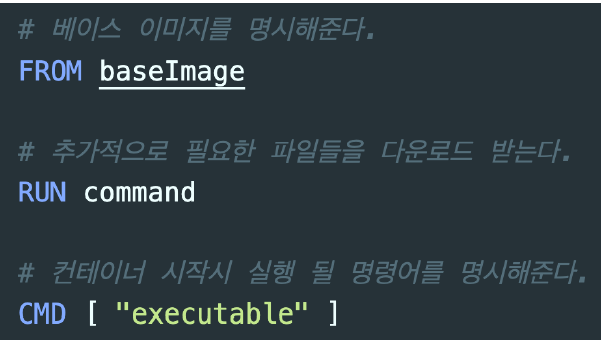 # 베이스 이미지를 명시해준다.
FROM baseImage
# 추가적으로 필요한 파일들을 다운로드 받는다.
RUN command
# 컨테이너 시작시 실행 될 명령어를 명시해준다.
CMD [ "executable" ]